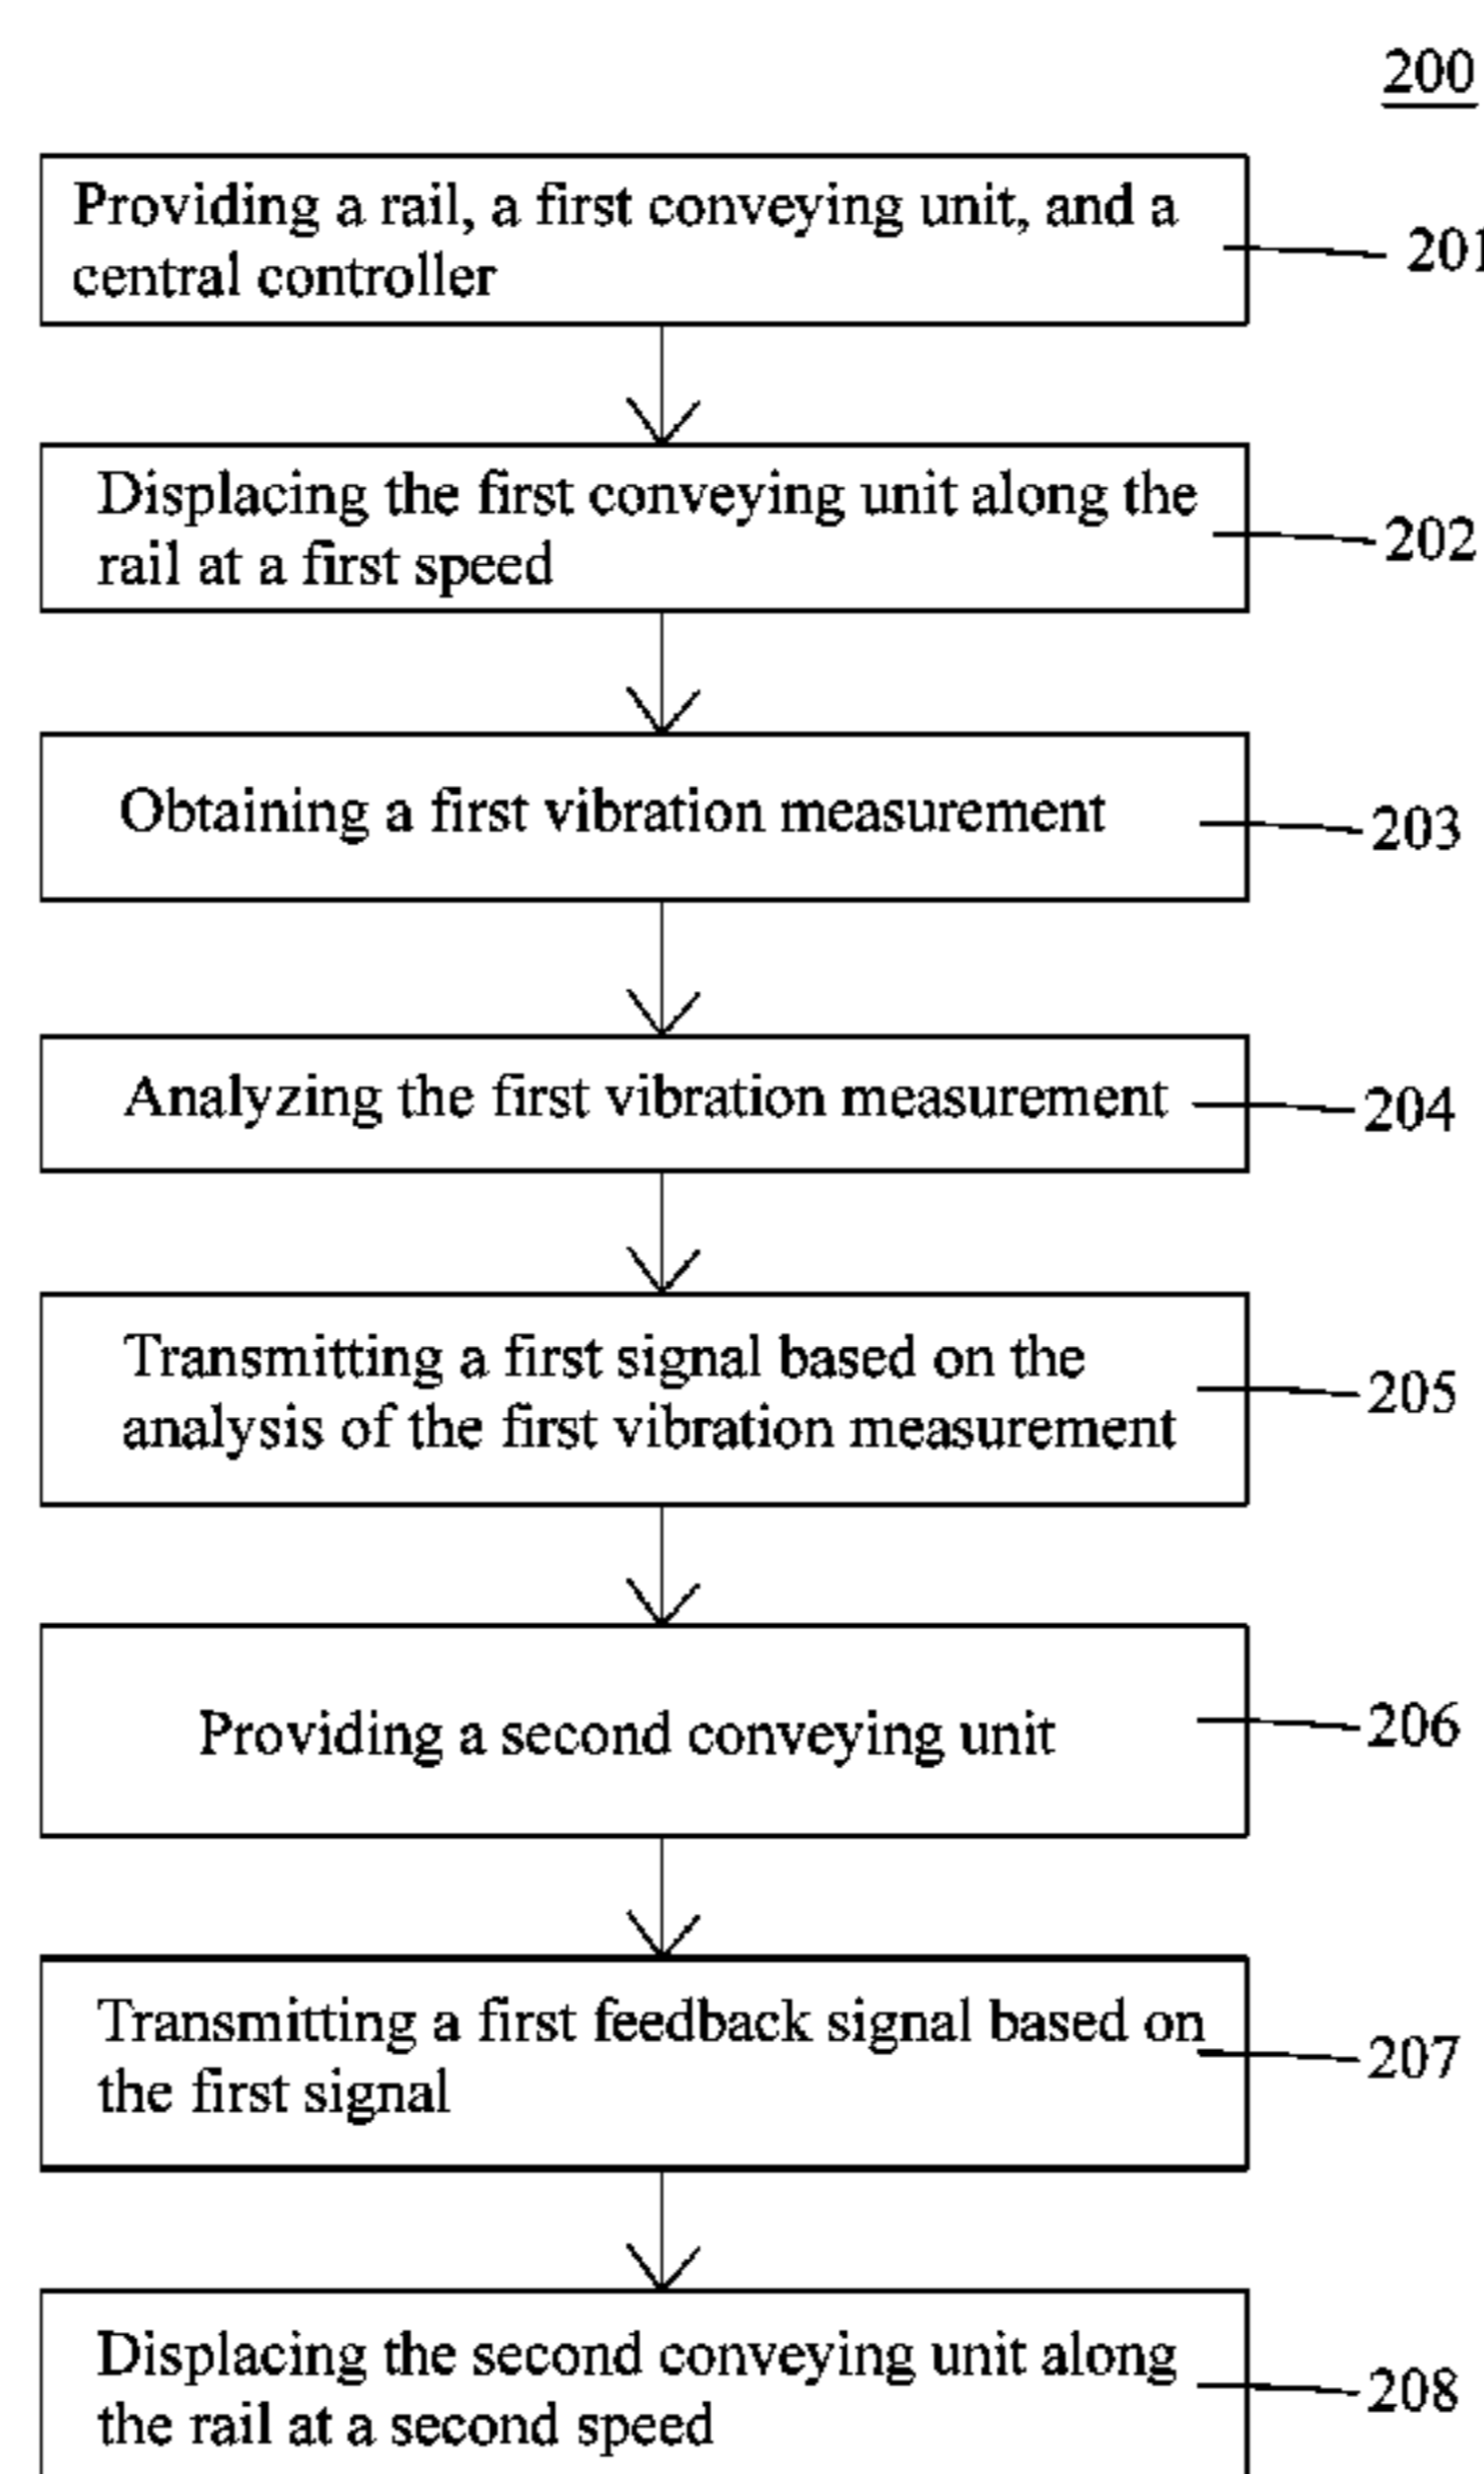 200
Providing a rail, a first conveying unit, and a
central controller
201
Displacing the first conveying unit along the
rail at a first speed
202
Obtaining a first vibration measurement
203
Analyzing the first vibration measurement
204
Transmitting a first signal based on the
analysis of the first vibration measurement
205
Providing a second conveying unit
206
Transmitting a first feedback signal based on
the first signal
207
Displacing the second conveying unit along
the rail at a second speed
208